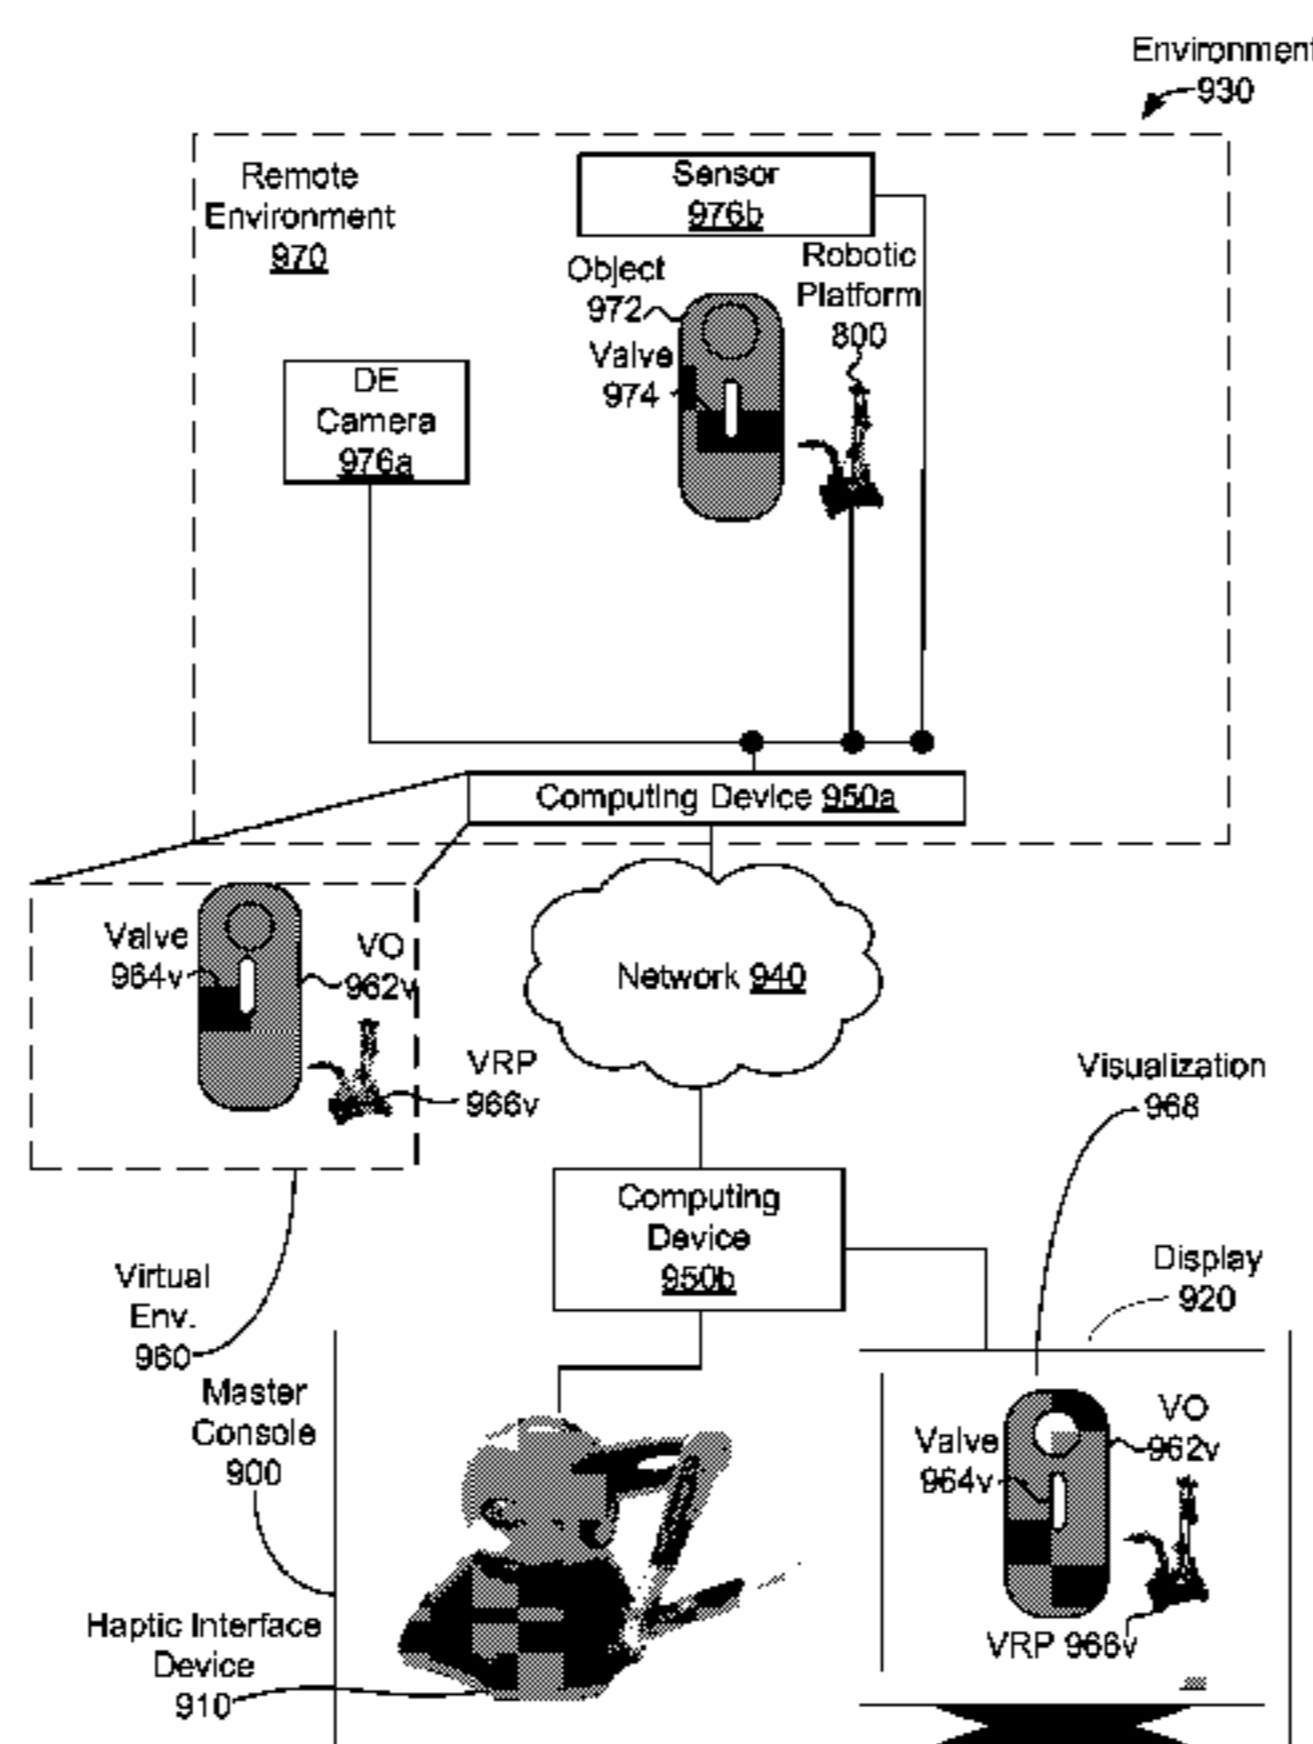 Environment
930
Remote
Environment
970
Sensor
976b
Object
972
Robotic
Platform
800
Valve
974
DE
Camera
976a
Computing Device 950a
Valve
964v
VO
962v
Network 940
VRP
966v
Visualization
968
Computing
Device
950b
Virtual
Env.
960
Display
920
Master
Console
900
Valve
964v
VO
962v
Haptic Interface
Device
910
VRP 966v